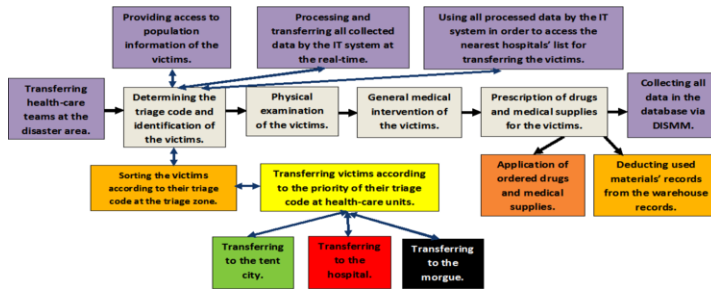 Providing access to
population
information of the
victims.
Processing and
transferring all collected
data by the IT system at
the real-time.
Using all processed data by the IT
system in order to access the
nearest hospitals' list for
transferring the victims.
Transferring
health-care
teams at the
disaster area.
Determining the
triage code and
identification of
the victims.
Physical
examination
of the victims.
General medical
intervention of
the victims.
Prescription of drugs
and medical supplies
for the victims.
Collecting all
data in the
database via
DISMM.
Sorting the victims
according to their triage
code at the triage zone.
Transferring victims according
to the priority of their triage
code at health-care units.
Application of
ordered drugs
and medical
supplies.
Deducting used
materials' records
from the warehouse
records.
Transferring
to the tent
city.
Transferring
to the
hospital.
Transferring
to the
morgue.